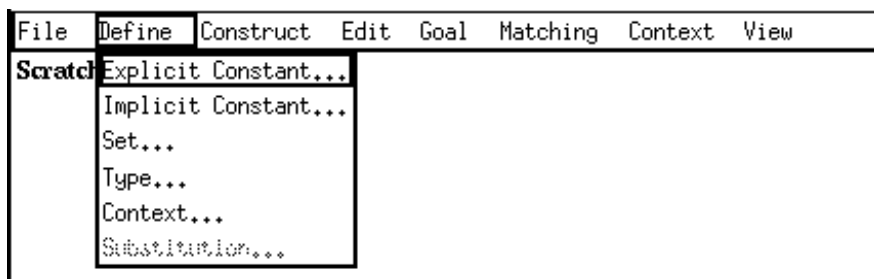 File Define Construct Edit Goal Matching Context View
Scratch Explicit Constant...
Implicit Constant...
Set...
Type...
Context...
Substitution...